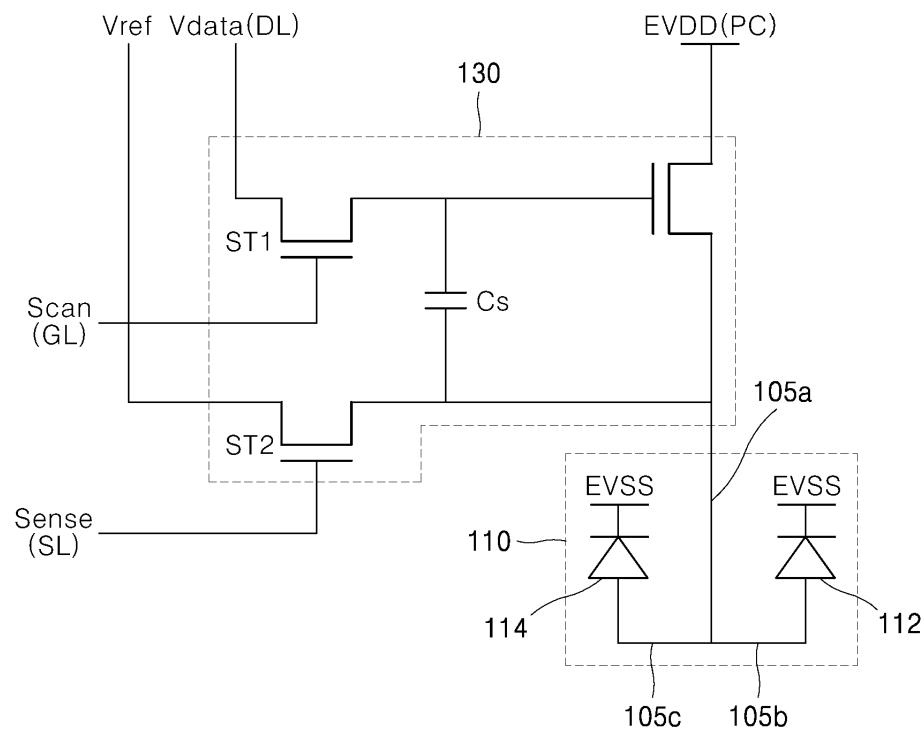 Vref Vdata(DL)
EVDD(PC)
130
ST1
Scan
(GL)
Cs
105a
ST2
EVSS
EVSS
Sense
(SL)
110
114
112
105c
105b